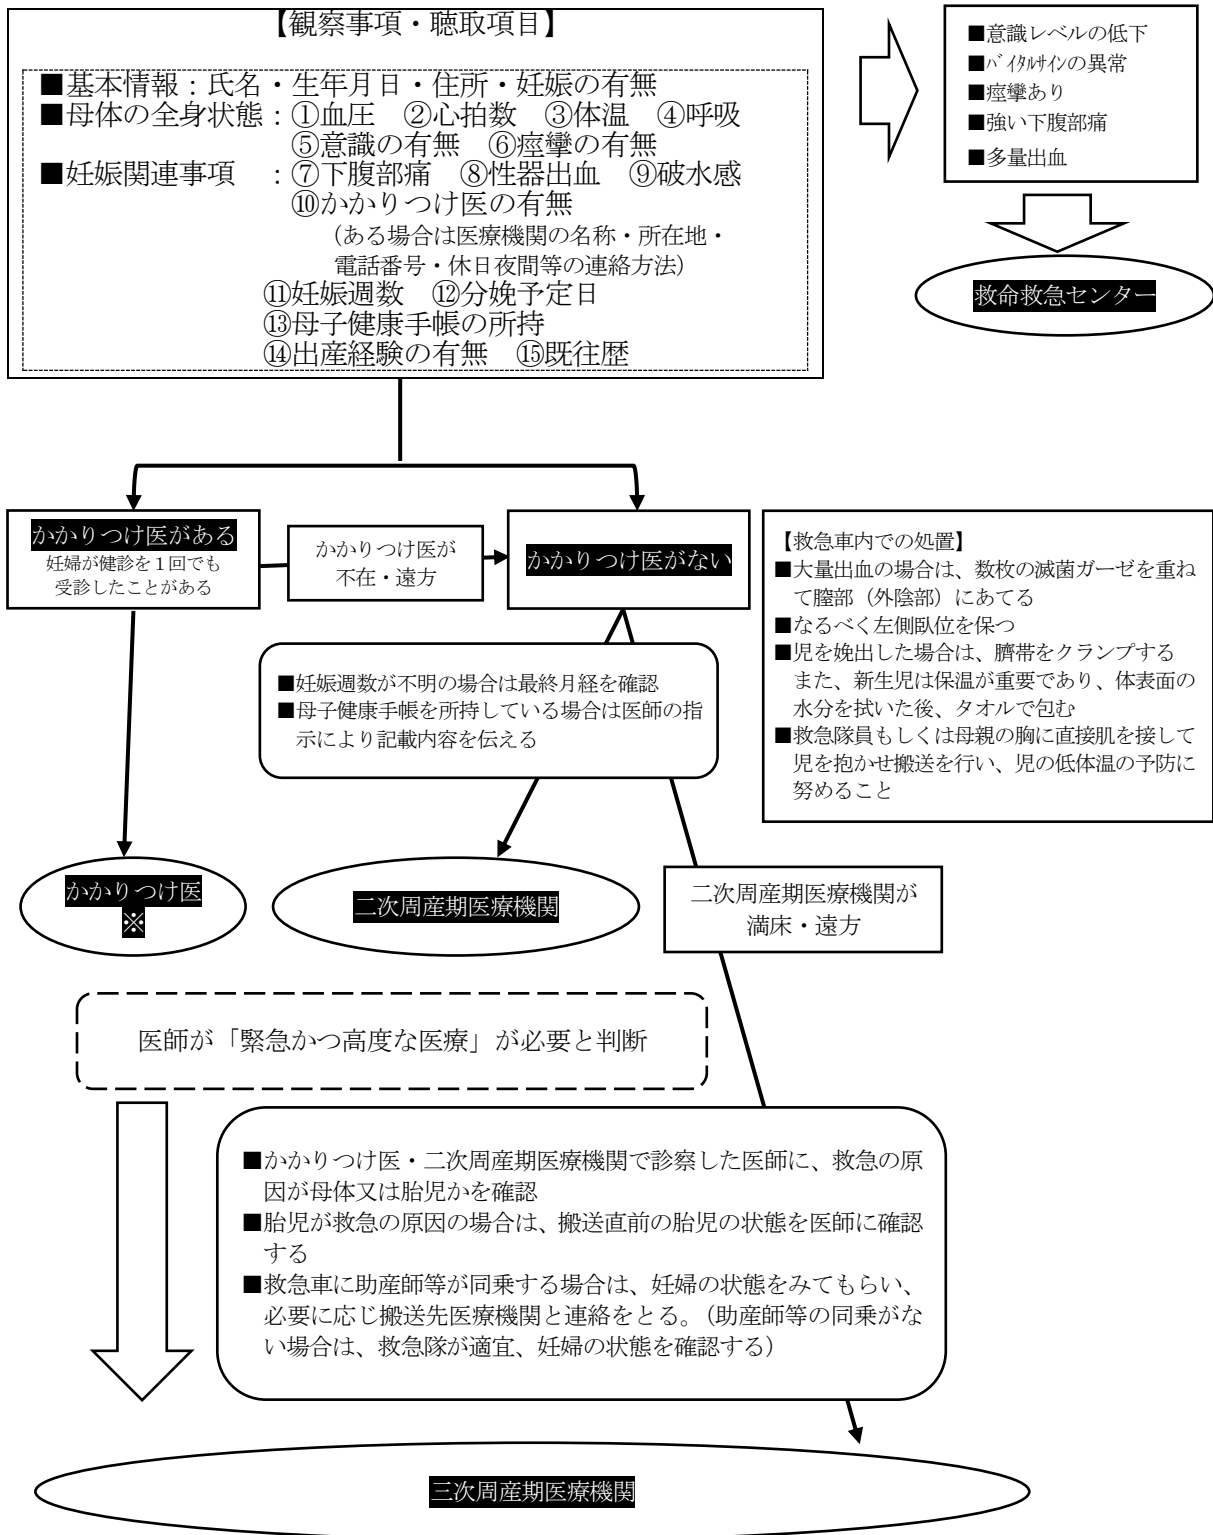 【観察事項・聴取項目】
■基本情報：氏名・生年月日・住所・妊娠の有無
■母体の全身状態：①血圧　②心拍数　③体温　④呼吸
⑤意識の有無　⑥痙攣の有無
■妊娠関連事項　：⑦下腹部痛　⑧性器出血　⑨破水感
⑩かかりつけ医の有無
（ある場合は医療機関の名称・所在地・
電話番号・休日夜間等の連絡方法）
⑪妊娠週数　⑫分娩予定日
⑬母子健康手帳の所持
⑭出産経験の有無　⑮既往歴
■意識レベルの低下
■ﾊﾞｲﾀﾙｻｲﾝの異常
■痙攣あり
■強い下腹部痛
■多量出血
救命救急センター
かかりつけ医がある
妊婦が健診を１回でも
受診したことがある
かかりつけ医が
不在・遠方
かかりつけ医がない
【救急車内での処置】
■大量出血の場合は、数枚の滅菌ガーゼを重ね
て膣部（外陰部）にあてる
■なるべく左側臥位を保つ
■児を娩出した場合は、臍帯をクランプする
また、新生児は保温が重要であり、体表面の
水分を拭いた後、タオルで包む
■救急隊員もしくは母親の胸に直接肌を接して
児を抱かせ搬送を行い、児の低体温の予防に
努めること
■妊娠週数が不明の場合は最終月経を確認
■母子健康手帳を所持している場合は医師の指
示により記載内容を伝える
かかりつけ医
※
二次周産期医療機関
二次周産期医療機関が
満床・遠方
医師が「緊急かつ高度な医療」が必要と判断
■かかりつけ医・二次周産期医療機関で診察した医師に、救急の原
因が母体又は胎児かを確認
■胎児が救急の原因の場合は、搬送直前の胎児の状態を医師に確認
する
■救急車に助産師等が同乗する場合は、妊婦の状態をみてもらい、
必要に応じ搬送先医療機関と連絡をとる。（助産師等の同乗がな
い場合は、救急隊が適宜、妊婦の状態を確認する）
三次周産期医療機関